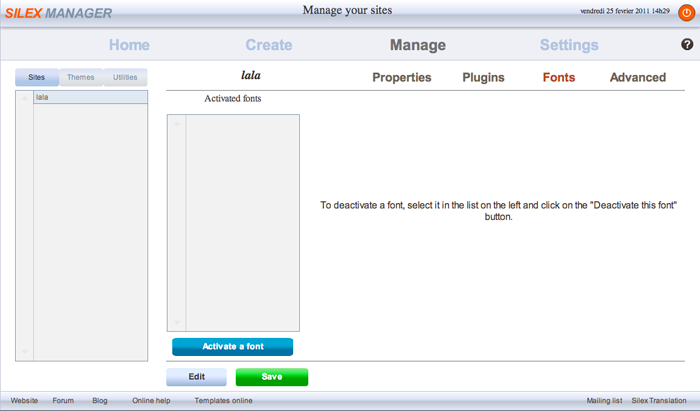 SILEX MANAGER
Manage your sites
vendredi 25 fevrier 2011 14h29
Home Create Manage Settings ?
Sites Themes Utilities
lala
lala
Properties Plugins Fonts Advanced
Activated fonts
To deactivate a font, select it in the list on the left and click on the "Deactivate this font"
button.
Activate a font
Edit Save
Website Forum Blog Online help Templates online Mailing list Silex Translation